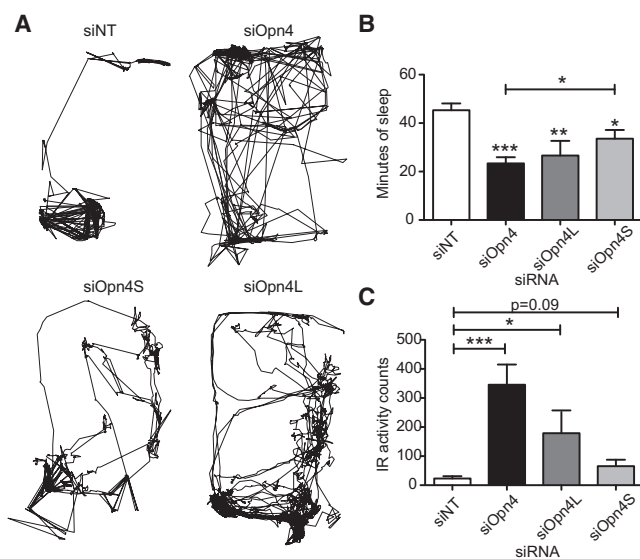 A
siNT
siOpn4
siOpn4S
siOpn4L
B
Minutes of sleep
60
40
20
0
*
***
**
*
siNT
siOpn4
siOpn4L
siOpn4S
siRNA
C
IR activity counts
500
400
300
200
100
0
p=0.09
*
***
siNT
siOpn4
siOpn4L
siOpn4S
siRNA